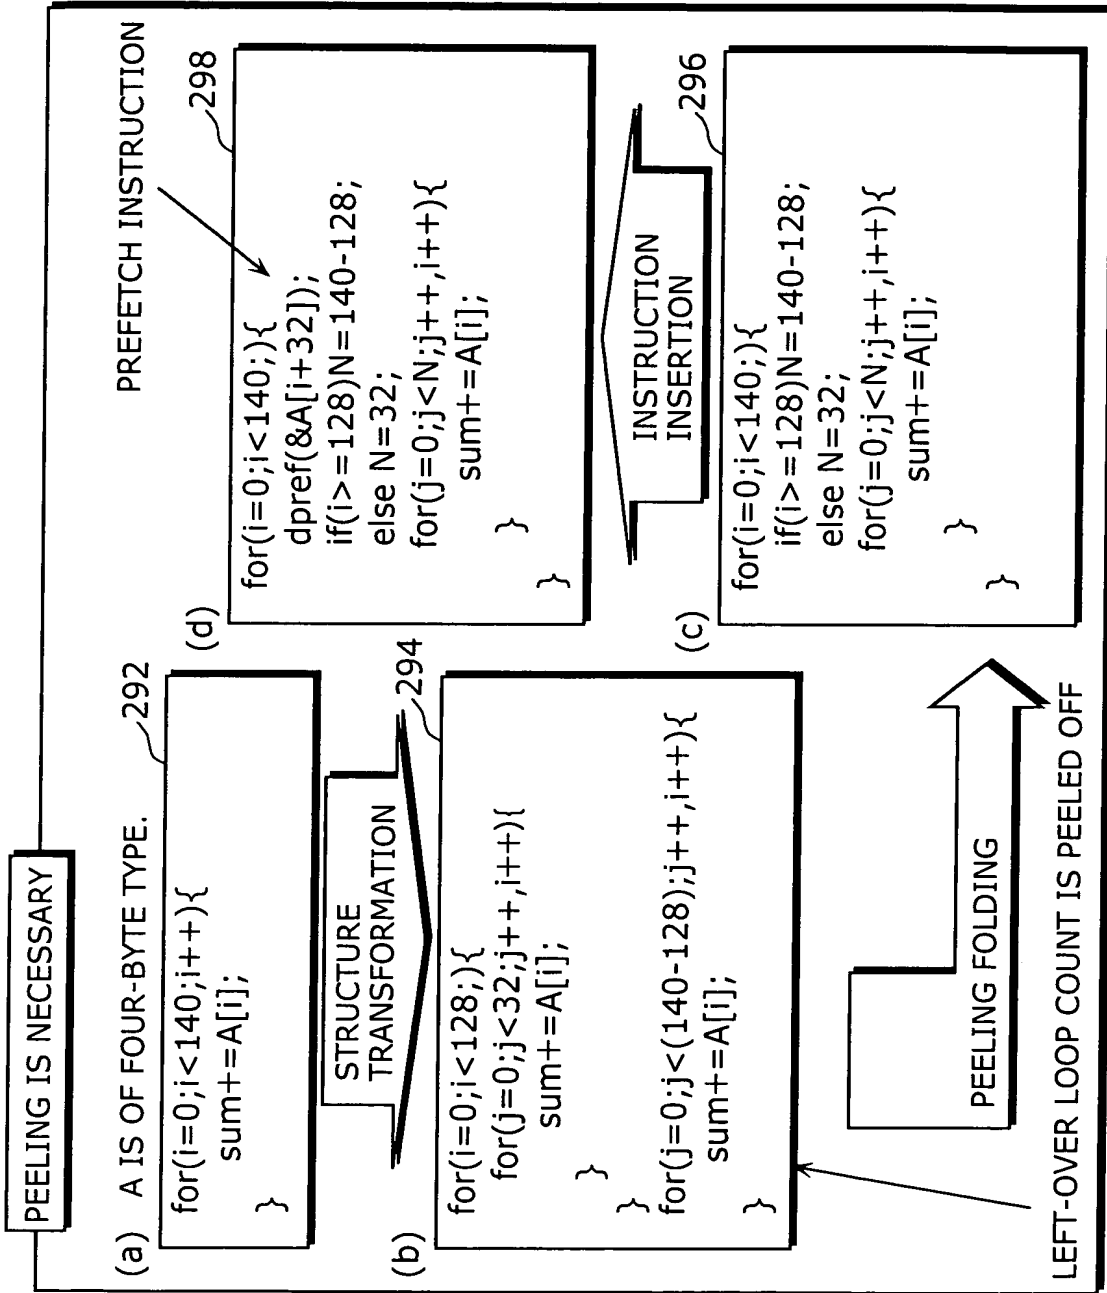 PEELING IS NECESSARY
(a) A IS OF FOUR-BYTE TYPE.
292
for(i=0;i<140;i++){
sum+=A[i];
}
STRUCTURE
TRANSFORMATION
(b)
294
for(i=0;i<128;){
for(j=0;j<32;j++,i++){
sum+=A[i];
}
}
for(j=0;j<(140-128);j++,i++){
sum+=A[i];
}
PEELING FOLDING
LEFT-OVER LOOP COUNT IS PEELED OFF
(c)
296
for(i=0;i<140;){
if(i>=128)N=140-128;
else N=32;
for(j=0;j<N;j++,i++){
sum+=A[i];
}
}
INSTRUCTION
INSERTION
PREFETCH INSTRUCTION
(d)
298
for(i=0;i<140;){
dpref(&A[i+32]);
if(i>=128)N=140-128;
else N=32;
for(j=0;j<N;j++,i++){
sum+=A[i];
}
}